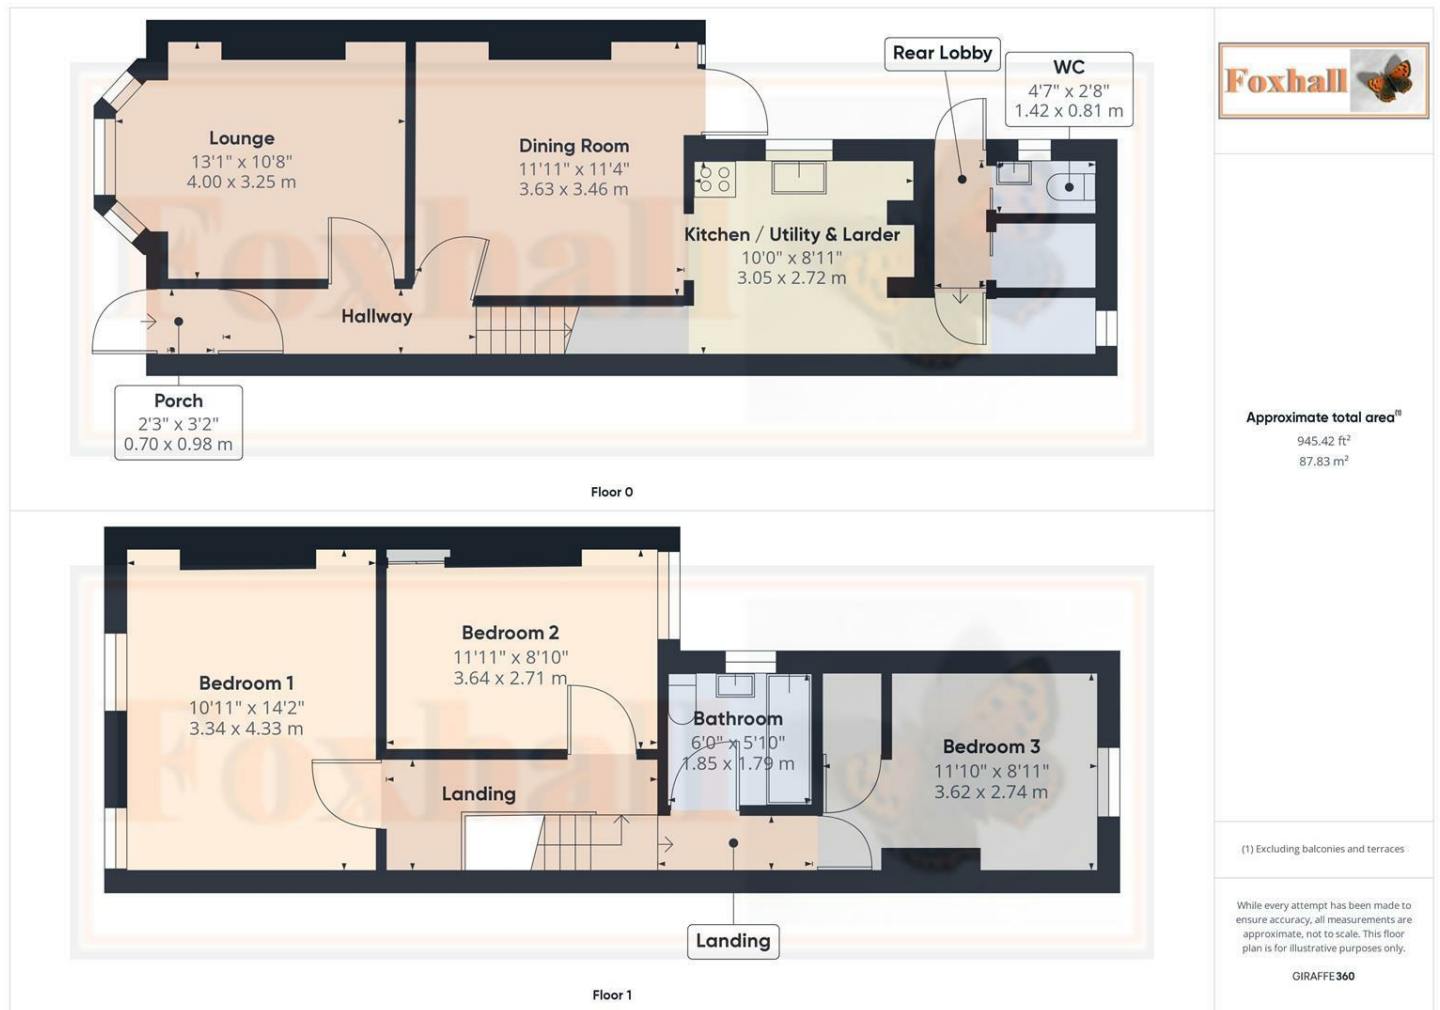 Lounge
13'1" x 10'8"
4.00 x 3.25 m
Dining Room
11'11" x 11'4"
3.63 x 3.46 m
Rear Lobby
WC
4'7" x 2'8"
1.42 x 0.81 m
Kitchen / Utility & Larder
10'0" x 8'11"
3.05 x 2.72 m
Hallway
Porch
2'3" x 3'2"
0.70 x 0.98 m
Foxhall
Floor 0
Bedroom 1
10'11" x 14'2"
3.34 x 4.33 m
Bedroom 2
11'11" x 8'10"
3.64 x 2.71 m
Bathroom
6'0" x 5'10"
1.85 x 1.79 m
Bedroom 3
11'10" x 8'11"
3.62 x 2.74 m
Landing
Landing
Foxhall
Floor 1
Foxhall
Approximate total area(1)
945.42 ft²
87.83 m²
(1) Excluding balconies and terraces
While every attempt has been made to
ensure accuracy, all measurements are
approximate, not to scale. This floor
plan is for illustrative purposes only.
GIRAFFE360